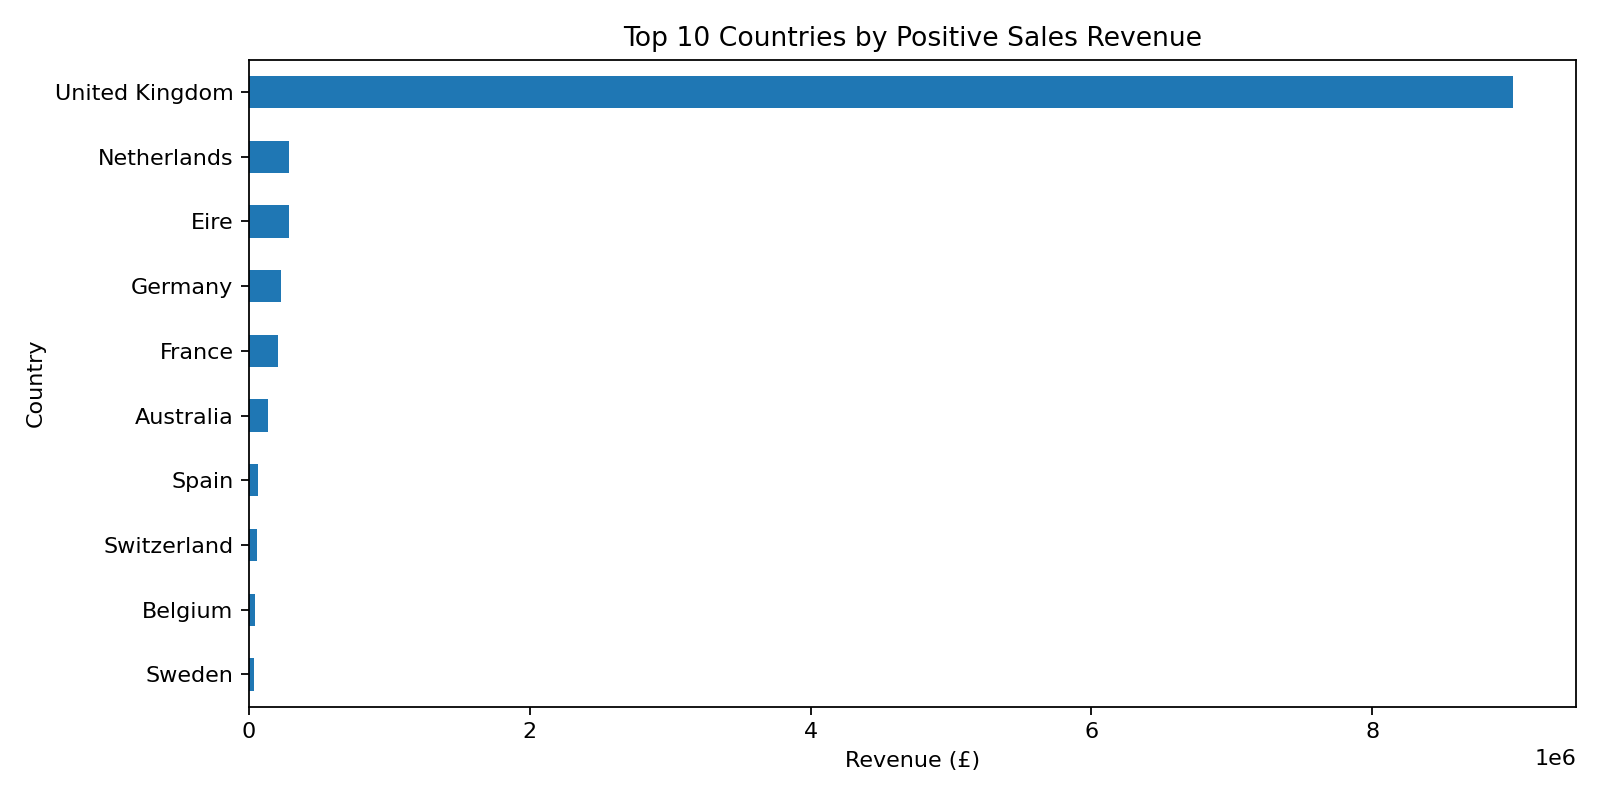 Top 10 Countries by Positive Sales Revenue
Country
United Kingdom
Netherlands
Eire
Germany
France
Australia
Spain
Switzerland
Belgium
Sweden
0 2 4 6 8
1e6
Revenue (£)